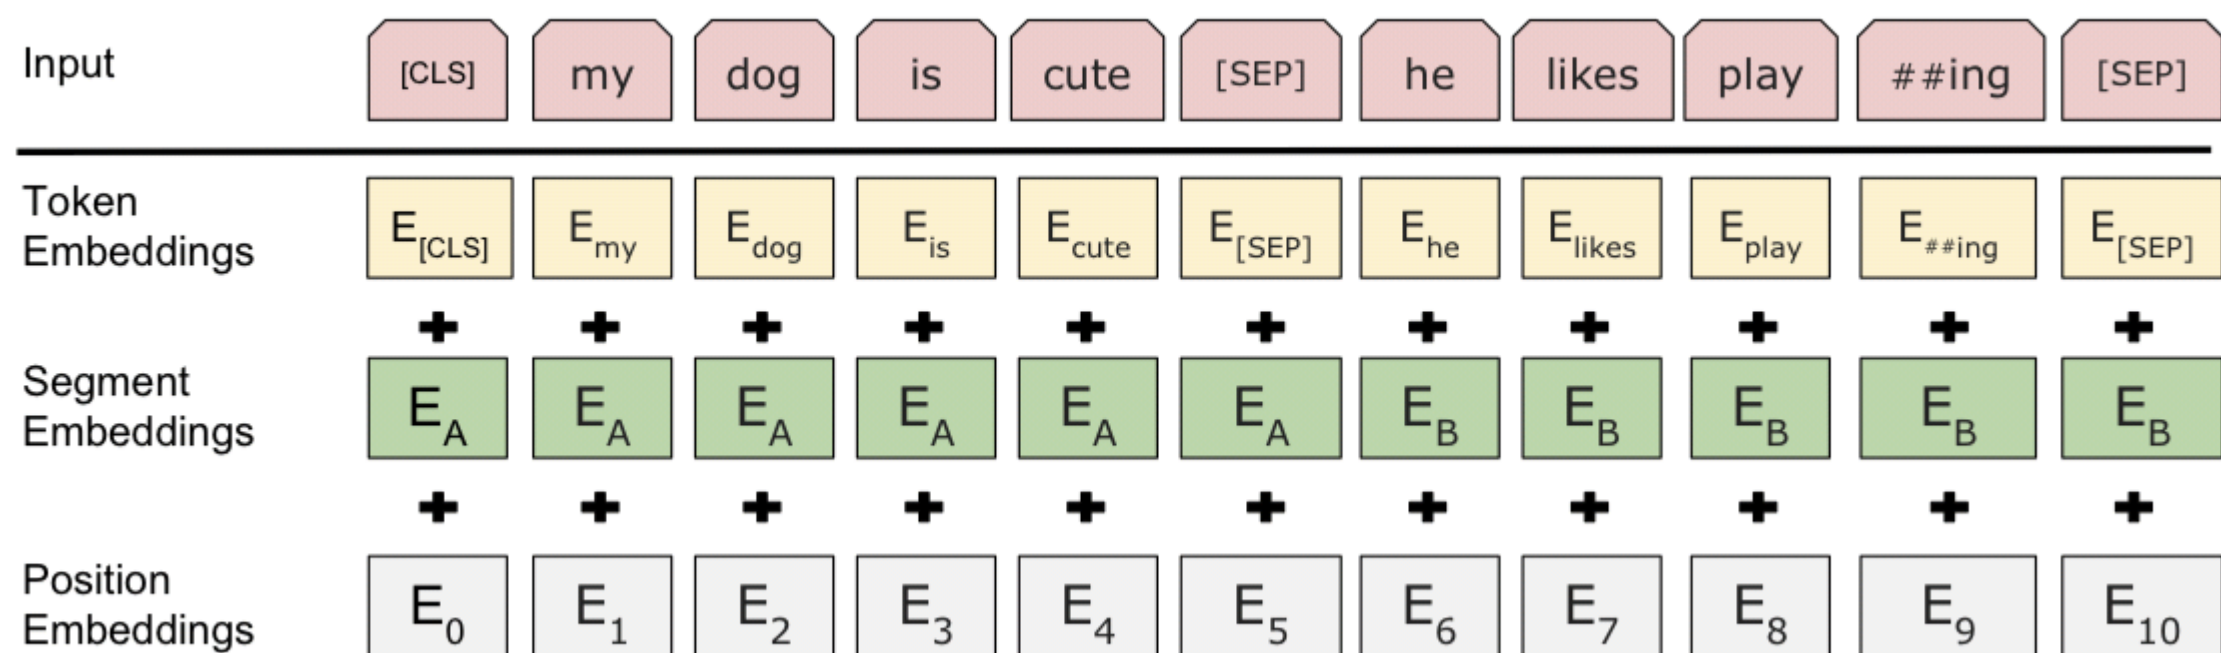 Input [CLS] my dog is cute [SEP] he likes play ##ing [SEP]
Token Embeddings E[CLS] Emy Edog Eis Ecute E[SEP] Ehe Elikes Eplay E##ing E[SEP]
+ + + + + + + + + + +
Segment Embeddings EA EA EA EA EA EA EB EB EB EB EB
+ + + + + + + + + + +
Position Embeddings E0 E1 E2 E3 E4 E5 E6 E7 E8 E9 E10